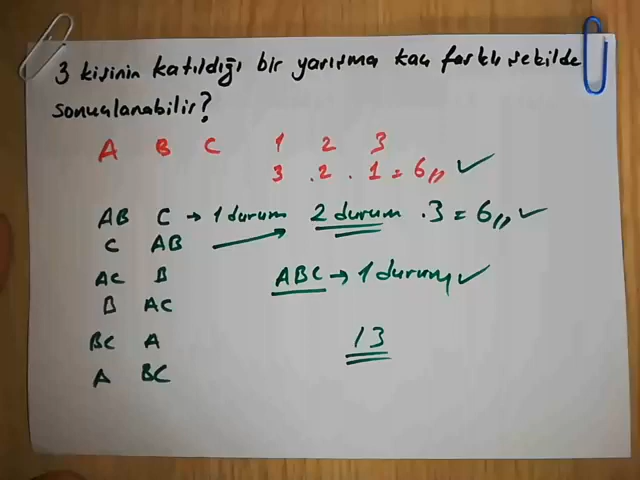 3 kişinin katıldığı bir yarışma kaç farklı şekilde
sonuçlanabilir?
A B C 1 2 3
3 . 2 . 1 = 6,, ✓
AB C → 1 durum 2 durum . 3 = 6,, ✓
C AB →
AC B ABC → 1 durum ✓
B AC
BC A 13
A BC